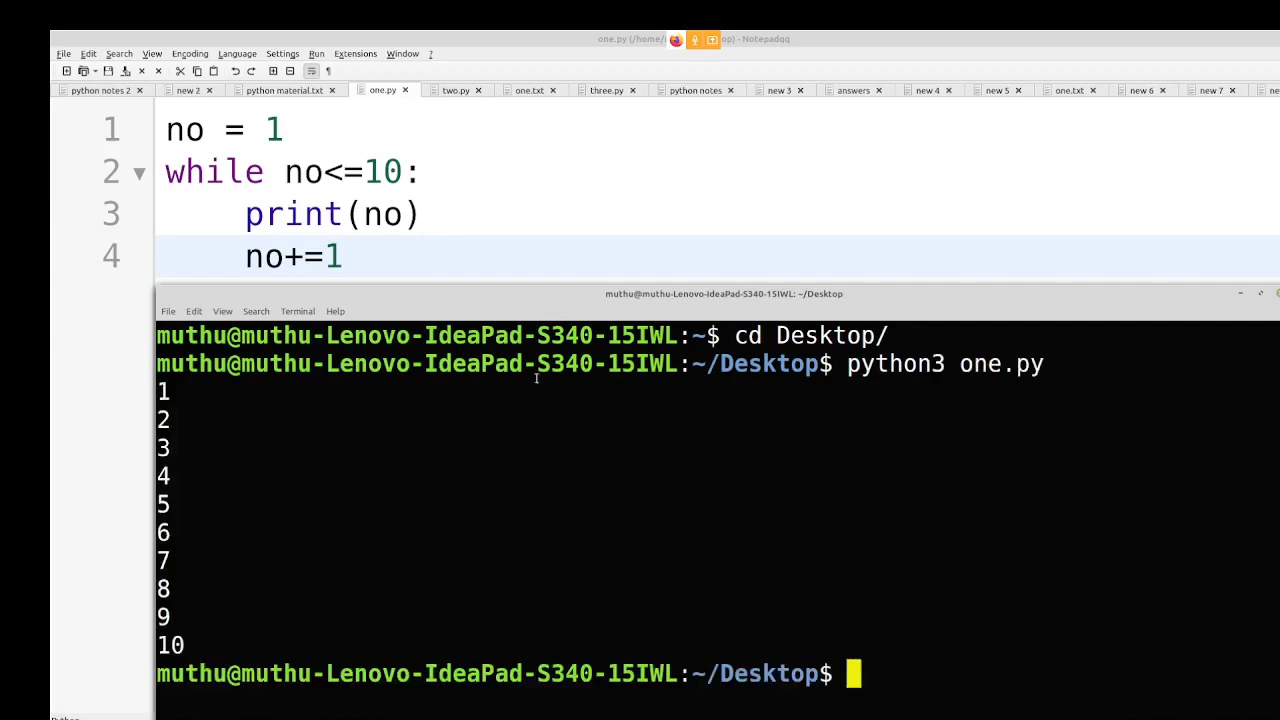 one.py (/home/ op) - Notepadqq
File Edit Search View Encoding Language Settings Run Extensions Window ?
python notes 2 new 2 python material.txt one.py two.py one.txt three.py python notes new 3 answers new 4 new 5 one.txt new 6 new 7
1 no = 1
2 while no<=10:
3 print(no)
4 no+=1
muthu@muthu-Lenovo-IdeaPad-S340-15IWL: ~/Desktop
File Edit View Search Terminal Help
muthu@muthu-Lenovo-IdeaPad-S340-15IWL:~$ cd Desktop/
muthu@muthu-Lenovo-IdeaPad-S340-15IWL:~/Desktop$ python3 one.py
1
2
3
4
5
6
7
8
9
10
muthu@muthu-Lenovo-IdeaPad-S340-15IWL:~/Desktop$